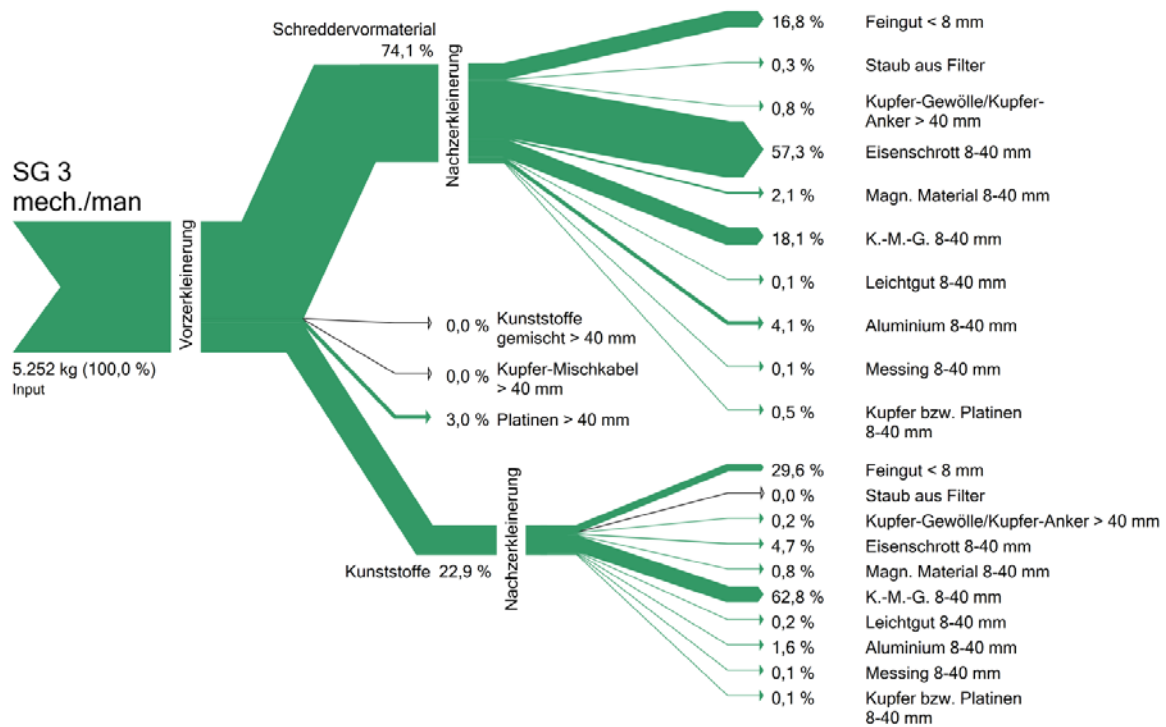 Schreddervormaterial
74,1 %
SG 3
mech./man
Vorzerkleinerung
5.252 kg (100,0 %)
Input
Nachzerkleinerung
16,8 % Feingut < 8 mm
0,3 % Staub aus Filter
0,8 % Kupfer-Gewölle/Kupfer-
Anker > 40 mm
57,3 % Eisenschrott 8-40 mm
2,1 % Magn. Material 8-40 mm
18,1 % K.-M.-G. 8-40 mm
0,1 % Leichtgut 8-40 mm
4,1 % Aluminium 8-40 mm
0,1 % Messing 8-40 mm
0,5 % Kupfer bzw. Platinen
8-40 mm
0,0 % Kunststoffe
gemischt > 40 mm
0,0 % Kupfer-Mischkabel
> 40 mm
3,0 % Platinen > 40 mm
Kunststoffe 22,9 %
Nachzerkleinerung
29,6 % Feingut < 8 mm
0,0 % Staub aus Filter
0,2 % Kupfer-Gewölle/Kupfer-Anker > 40 mm
4,7 % Eisenschrott 8-40 mm
0,8 % Magn. Material 8-40 mm
62,8 % K.-M.-G. 8-40 mm
0,2 % Leichtgut 8-40 mm
1,6 % Aluminium 8-40 mm
0,1 % Messing 8-40 mm
0,1 % Kupfer bzw. Platinen
8-40 mm